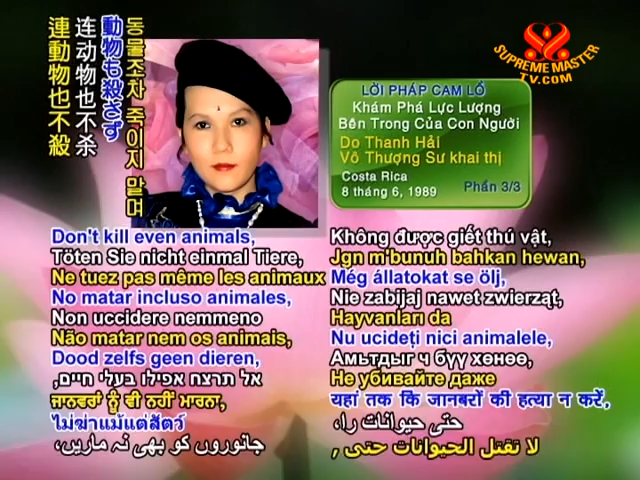 SUPREME MASTER
TV.COM
連動物也不殺
连动物也不杀
動物も殺さず
동물조차 죽이지 말며
LỜI PHÁP CAM LỒ
Khám Phá Lực Lượng
Bên Trong Của Con Người
Do Thanh Hải
Vô Thượng Sư khai thị
Costa Rica
8 tháng 6, 1989
Phần 3/3
Don't kill even animals,
Töten Sie nicht einmal Tiere,
Ne tuez pas même les animaux
No matar incluso animales,
Non uccidere nemmeno
Não matar nem os animais,
Dood zelfs geen dieren,
אל תרצח אפילו בעלי חיים,
ਜਾਨਵਰਾਂ ਨੂੰ ਵੀ ਨਹੀਂ ਮਾਰਨਾ,
ไม่ฆ่าแม้แต่สัตว์
جانوروں کو بھی نہ ماریں،
Không được giết thú vật,
Jgn m'bunuh bahkan hewan,
Még állatokat se ölj,
Nie zabijaj nawet zwierząt,
Hayvanları da
Nu ucideți nici animalele,
Амьтдыг ч бүү хөнөө,
Не убивайте даже
यहां तक कि जानवरों की हत्या न करें,
حتی حیوانات را،
لا تقتل الحيوانات حتى ,